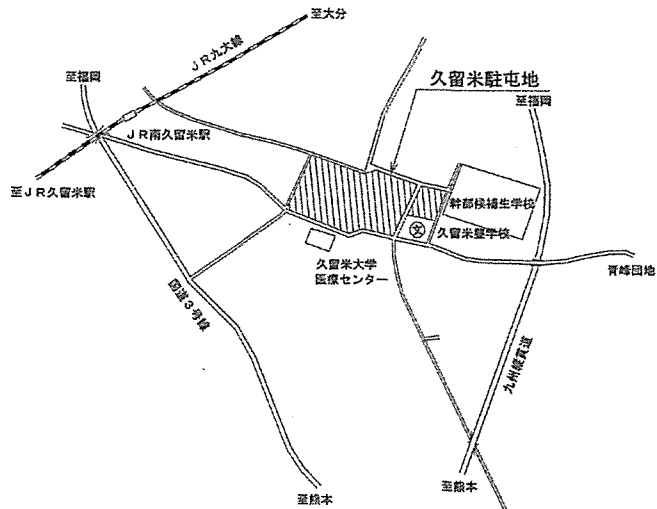 至大分
JR九大線
至福岡
久留米駐屯地
至福岡
JR南久留米駅
至JR久留米駅
幹部候補生学校
文
久留米聾学校
久留米大学
医療センター
青峰団地
国道3号線
九州縦貫道
至熊本
至熊本